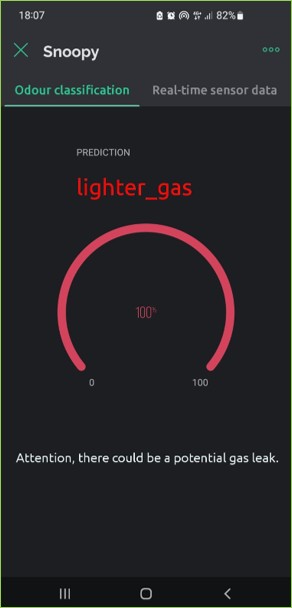 18:07
82%
Snoopy
Odour classification
Real-time sensor data
PREDICTION
lighter_gas
100%
0
100
Attention, there could be a potential gas leak.